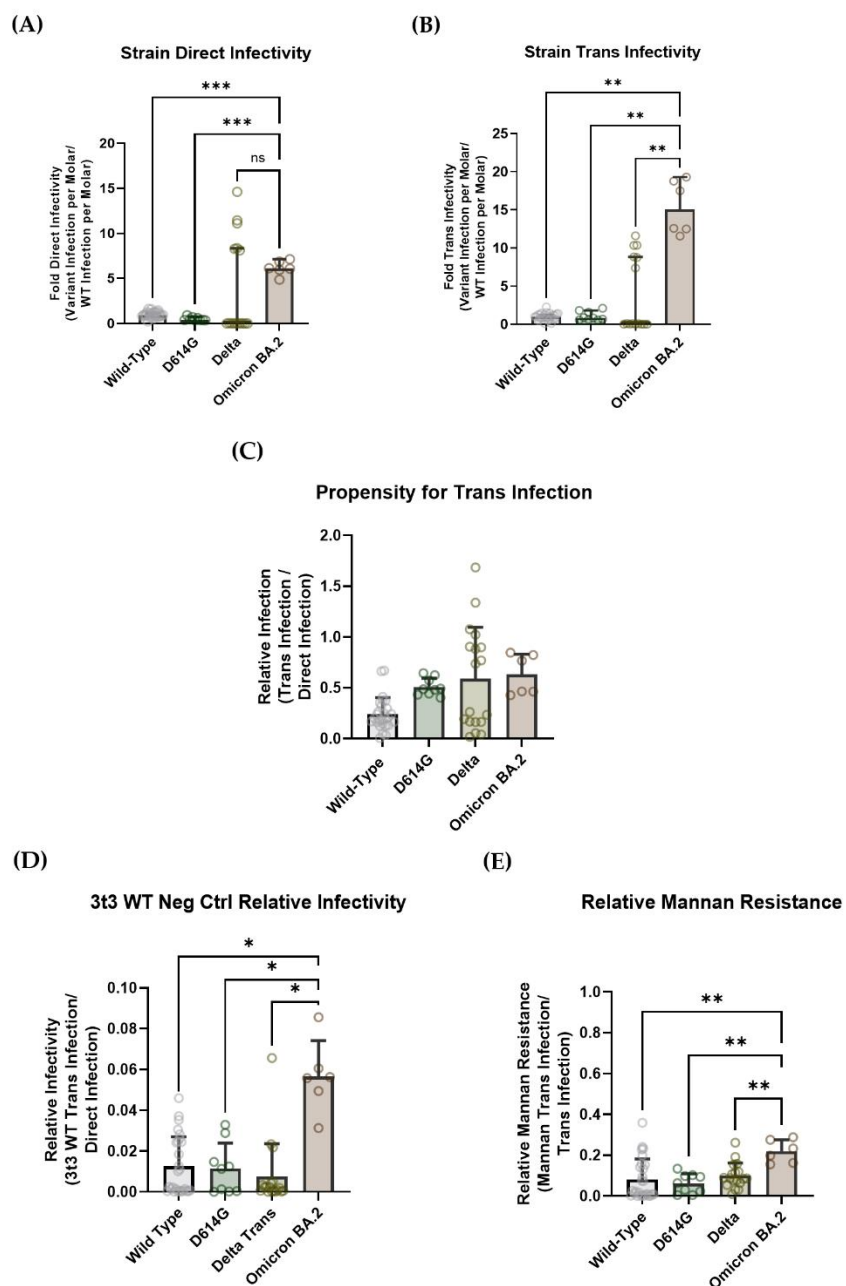 (A)
Strain Direct Infectivity
***
***
ns
Fold Direct Infectivity
(Variant Infection per Molar/
WT Infection per Molar)
20
15
10
5
0
Wild-Type
D614G
Delta
Omicron BA.2
(B)
Strain Trans Infectivity
**
**
**
Fold Trans Infectivity
(Variant Infection per Molar/
WT Infection per Molar)
25
20
15
10
5
0
Wild-Type
D614G
Delta
Omicron BA.2
(C)
Propensity for Trans Infection
Relative Infection
(Trans Infection /
Direct Infection)
2.0
1.5
1.0
0.5
0.0
Wild-Type
D614G
Delta
Omicron BA.2
(D)
3t3 WT Neg Ctrl Relative Infectivity
*
*
*
Relative Infectivity
(3t3 WT Trans Infection/
Direct Infection)
0.10
0.08
0.06
0.04
0.02
0.00
Wild Type
D614G
Delta Trans
Omicron BA.2
(E)
Relative Mannan Resistance
**
**
**
Relative Mannan Resistance
(Mannan Trans Infection/
Trans Infection)
1.0
0.8
0.6
0.4
0.2
0.0
Wild-Type
D614G
Delta
Omicron BA.2